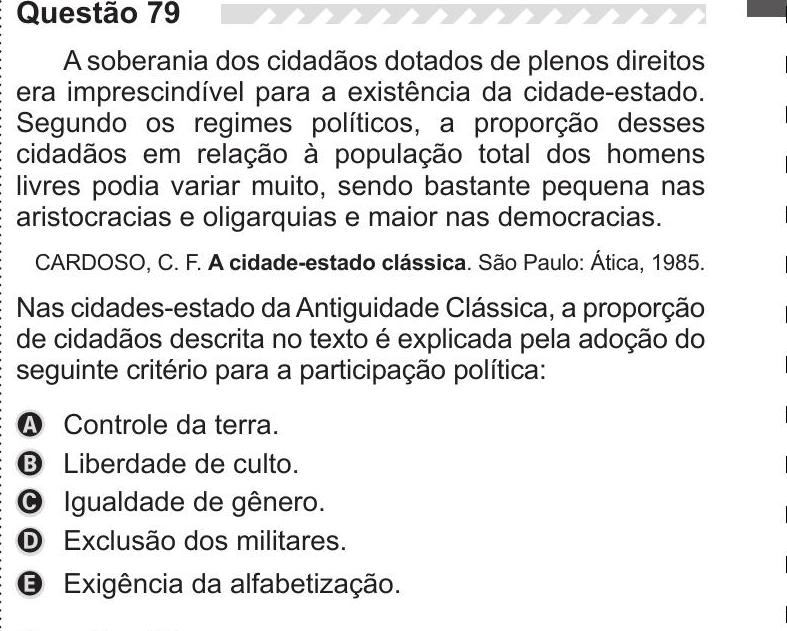 Questão 79
A soberania dos cidadãos dotados de plenos direitos
era imprescindível para a existência da cidade-estado.
Segundo os regimes políticos, a proporção desses
cidadãos em relação à população total dos homens
livres podia variar muito, sendo bastante pequena nas
aristocracias e oligarquias e maior nas democracias.
CARDOSO, C. F. A cidade-estado clássica. São Paulo: Ática, 1985.
Nas cidades-estado da Antiguidade Clássica, a proporção
de cidadãos descrita no texto é explicada pela adoção do
seguinte critério para a participação política:
A Controle da terra.
B Liberdade de culto.
C Igualdade de gênero.
D Exclusão dos militares.
E Exigência da alfabetização.